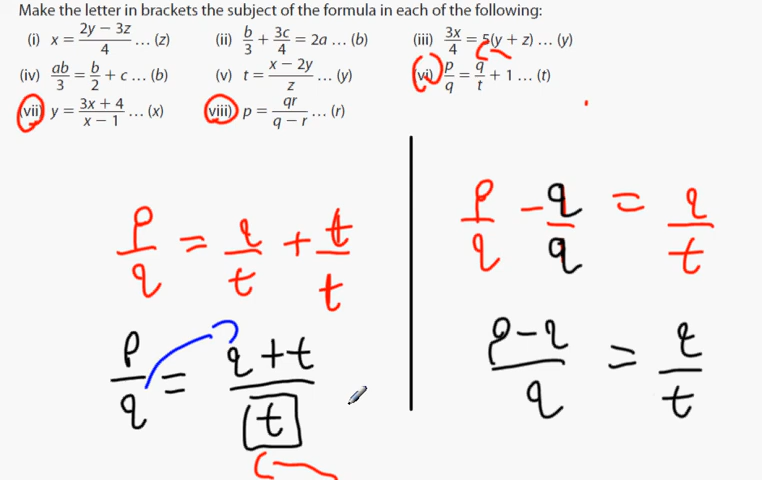 Make the letter in brackets the subject of the formula in each of the following:
(i) x = (2y − 3z)/4 ... (z) (ii) b/3 + 3c/4 = 2a ... (b) (iii) 3x/4 = 5(y + z) ... (y)
(iv) ab/3 = b/2 + c ... (b) (v) t = (x − 2y)/z ... (y) (vi) p/q = q/t + 1 ... (t)
(vii) y = (3x + 4)/(x − 1) ... (x) (viii) p = qr/(q − r) ... (r)
p/q = q/t + t/t
p/q = (q + t)/t
p/q − q/q = q/t
(p − q)/q = q/t